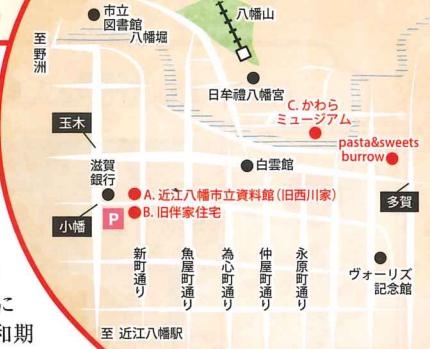 市立
図書館
八幡山
八幡堀
至 野洲
日牟禮八幡宮
C. かわら
ミュージアム
pasta&sweets
burrow
玉木
滋賀
銀行
白雲館
A. 近江八幡市立資料館（旧西川家）
B. 旧伴家住宅
多賀
小幡
P
新町通り
魚屋町通り
為心町通り
仲屋町通り
永原町通り
ヴォーリズ
記念館
至 近江八幡駅
に
和期